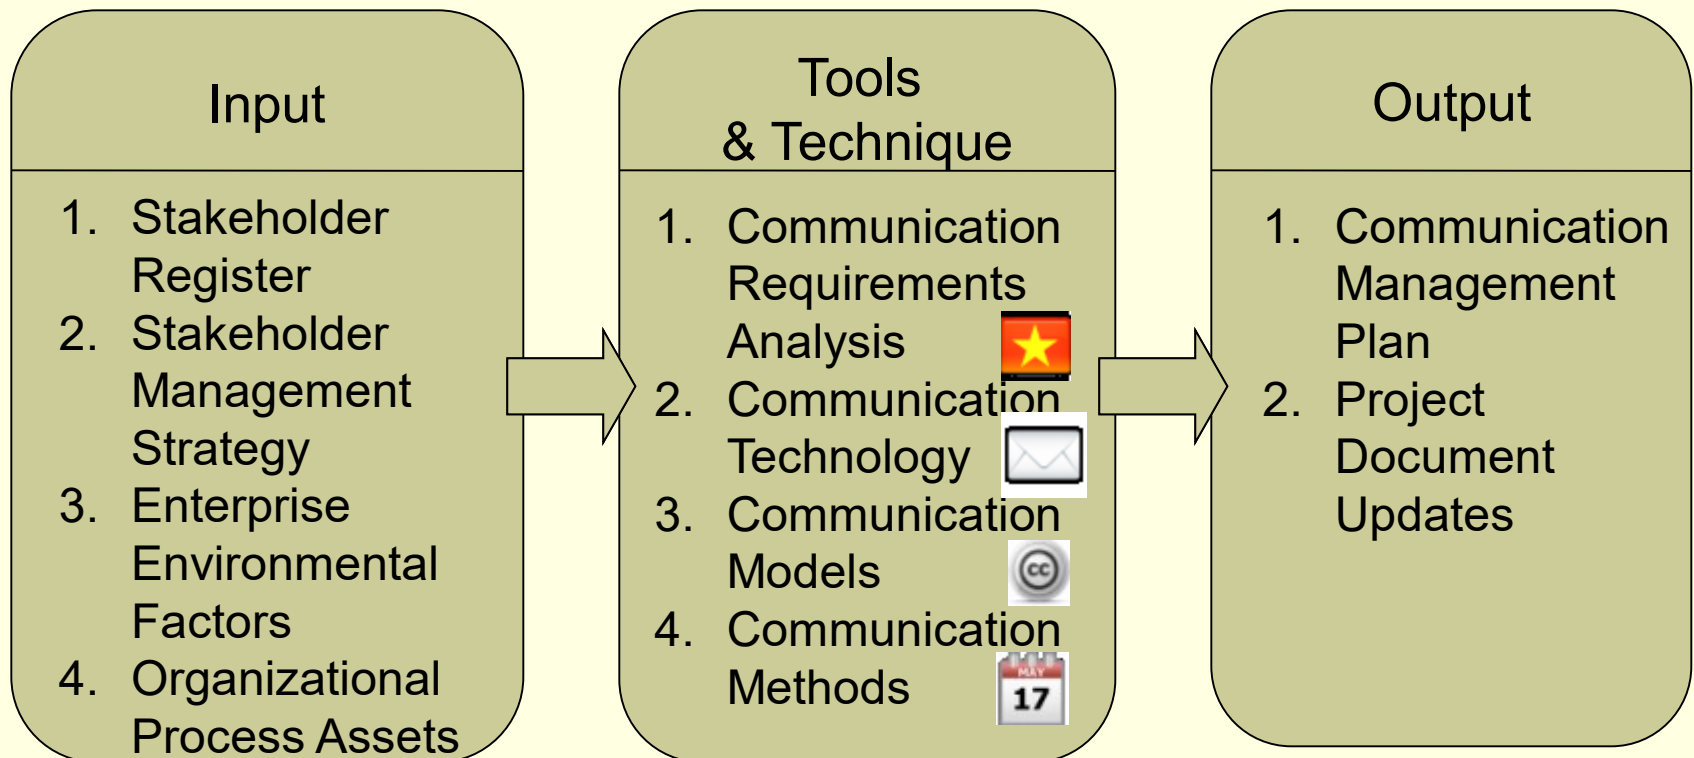 Input
1. Stakeholder
Register
2. Stakeholder
Management
Strategy
3. Enterprise
Environmental
Factors
4. Organizational
Process Assets
Tools
& Technique
1. Communication
Requirements
Analysis
2. Communication
Technology
3. Communication
Models
cc
4. Communication
Methods
MAY
17
Output
1. Communication
Management
Plan
2. Project
Document
Updates